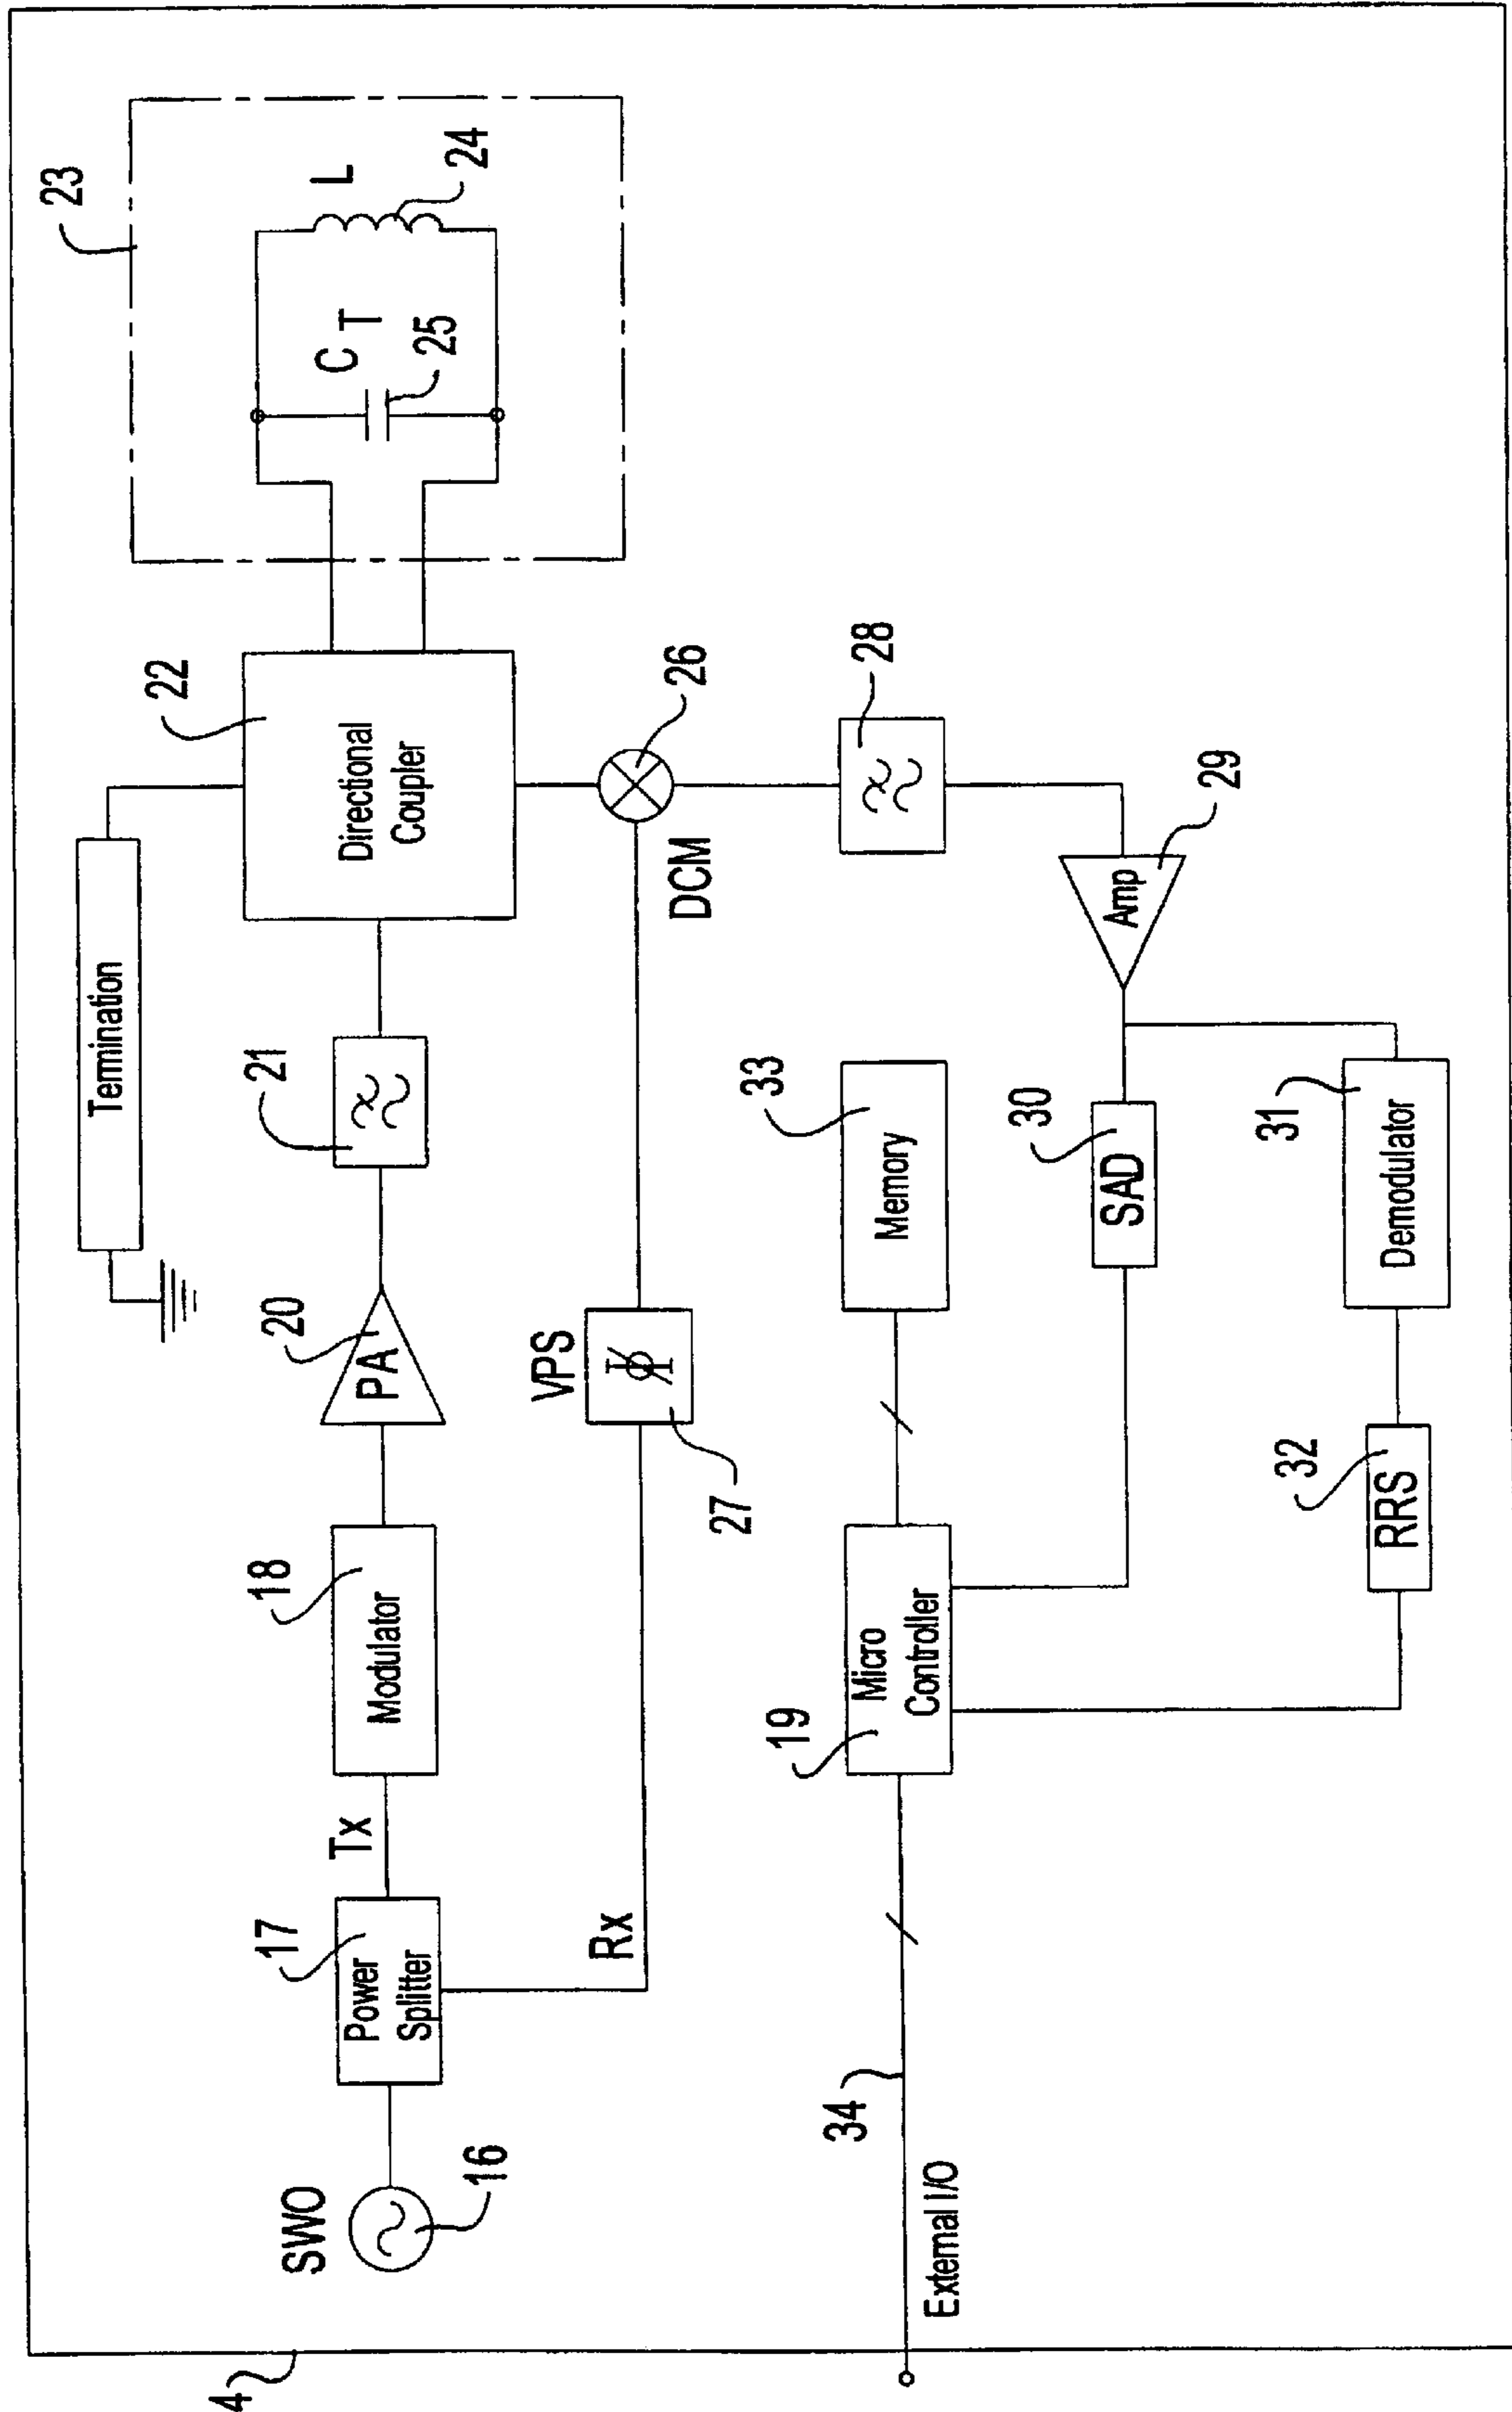 23
L
24
C T
25
22
Directional
Coupler
Termination
21
20
PA
18
Modulator
Tx
17
Power
Splitter
SWO
16
Rx
VPS
27
DCM
26
28
29
Amp
33
Memory
30
SAD
31
Demodulator
32
RRS
19
Micro
Controller
34
External I/O
4